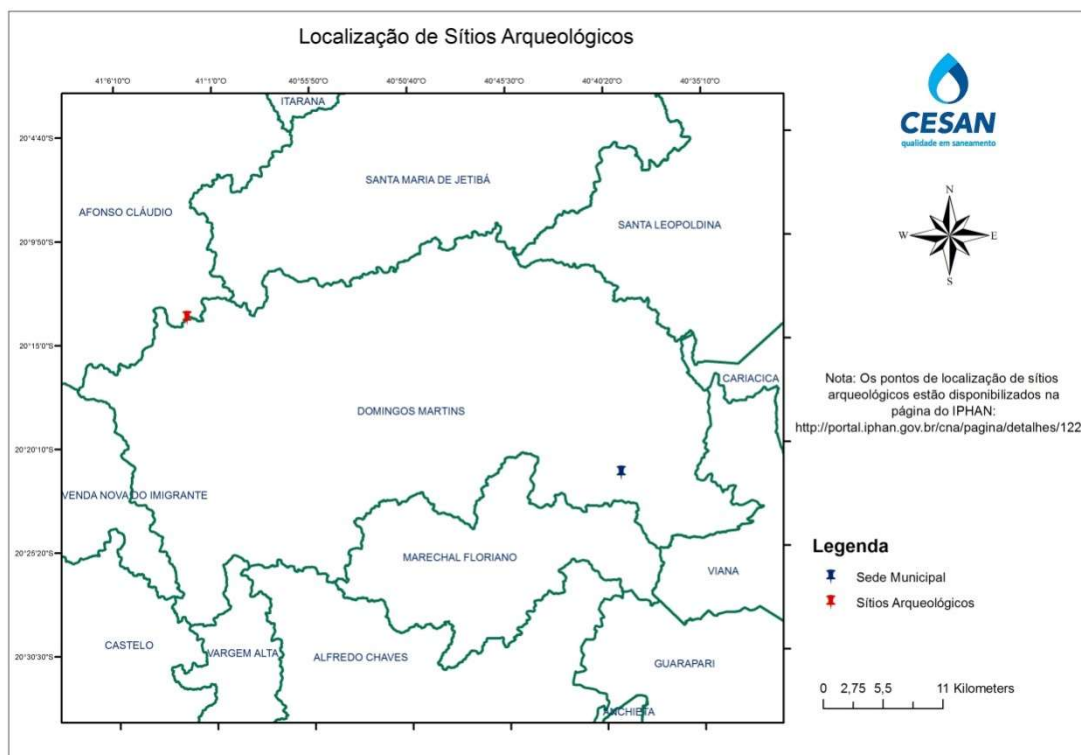 Localização de Sítios Arqueológicos
41°6'10"O
41°1'0"O
40°55'50"O
40°50'40"O
40°45'30"O
40°40'20"O
40°35'10"O
20°4'40"S
20°9'50"S
20°15'0"S
20°20'10"S
20°25'20"S
20°30'30"S
ITARANA
SANTA MARIA DE JETIBÁ
AFONSO CLÁUDIO
SANTA LEOPOLDINA
CARIACICA
DOMINGOS MARTINS
VENDA NOVA DO IMIGRANTE
MARECHAL FLORIANO
VIANA
CASTELO
VARGEM ALTA
ALFREDO CHAVES
GUARAPARI
ANCHIETA
CESAN
qualidade em saneamento
N
W
E
S
Nota: Os pontos de localização de sítios
arqueológicos estão disponibilizados na
página do IPHAN:
http://portal.iphan.gov.br/cna/pagina/detalhes/122
Legenda
Sede Municipal
Sítios Arqueológicos
0 2,75 5,5 11 Kilometers